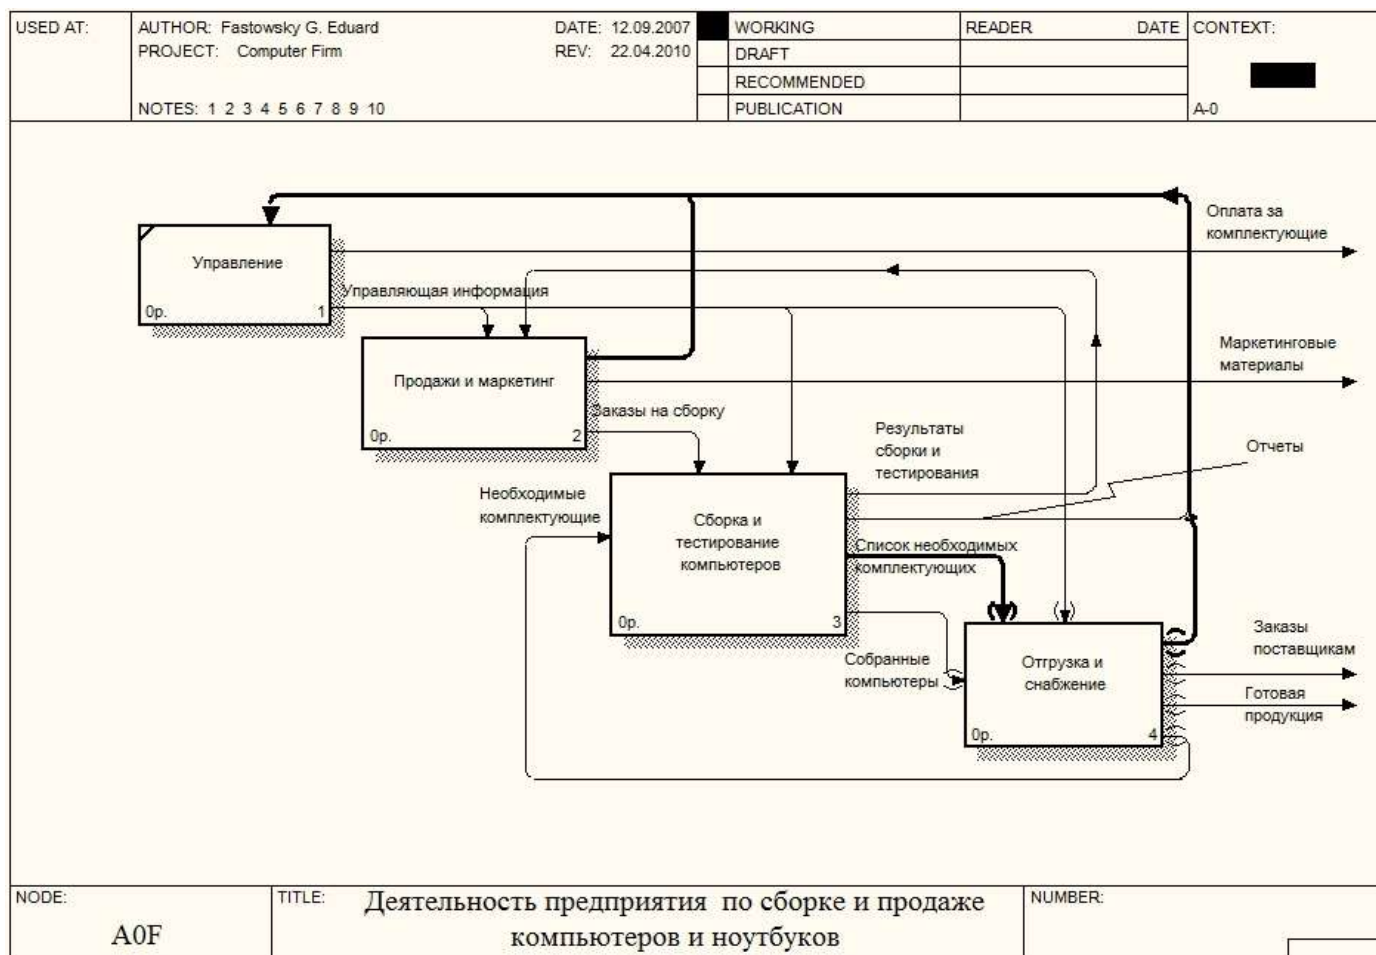 USED AT:
AUTHOR: Fastowsky G. Eduard
DATE: 12.09.2007
WORKING
READER
DATE
CONTEXT:
PROJECT: Computer Firm
REV: 22.04.2010
DRAFT
RECOMMENDED
NOTES: 1 2 3 4 5 6 7 8 9 10
PUBLICATION
A-0
Оплата за
комплектующие
Управление
0р.
1
Управляющая информация
Маркетинговые
материалы
Продажи и маркетинг
0р.
2
Заказы на сборку
Результаты
сборки и
тестирования
Отчеты
Необходимые
комплектующие
Сборка и
тестирование
компьютеров
0р.
3
Список необходимых
комплектующих
Собранные
компьютеры
Отгрузка и
снабжение
0р.
4
Заказы
поставщикам
Готовая
продукция
NODE:
A0F
TITLE:
Деятельность предприятия по сборке и продаже
компьютеров и ноутбуков
NUMBER: